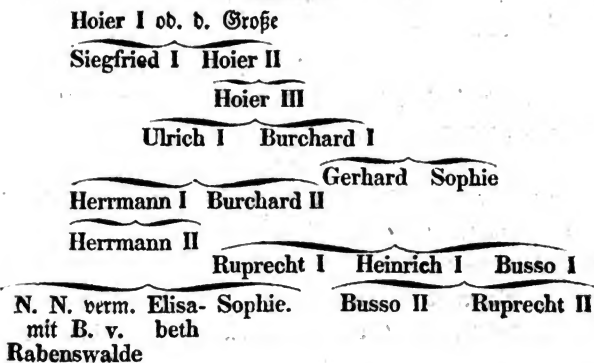 Hoier I od. d. Große
Siegfried I Hoier II
Hoier III
Ulrich I Burchard I
Gerhard Sophie
Herrmann I Burchard II
Herrmann II
Ruprecht I Heinrich I Busso I
N. N. verm. Elisa- Sophie. Busso II Ruprecht II
mit B. v. beth
Rabenswalde